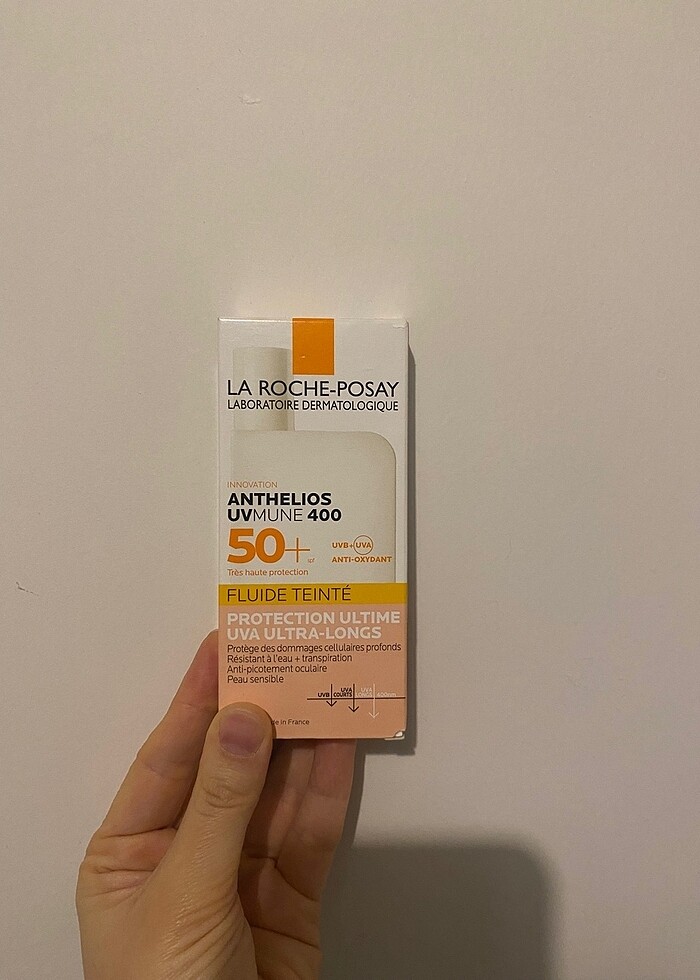 LA ROCHE-POSAY
LABORATOIRE DERMATOLOGIQUE
INNOVATION
ANTHELIOS
UVMUNE 400
50+ spf
UVB+UVA
ANTI-OXYDANT
Très haute protection
FLUIDE TEINTÉ
PROTECTION ULTIME
UVA ULTRA-LONGS
Protège des dommages cellulaires profonds
Résistant à l'eau + transpiration
Anti-picotement oculaire
Peau sensible
UVB
UVA
COURTS
UVA
in France